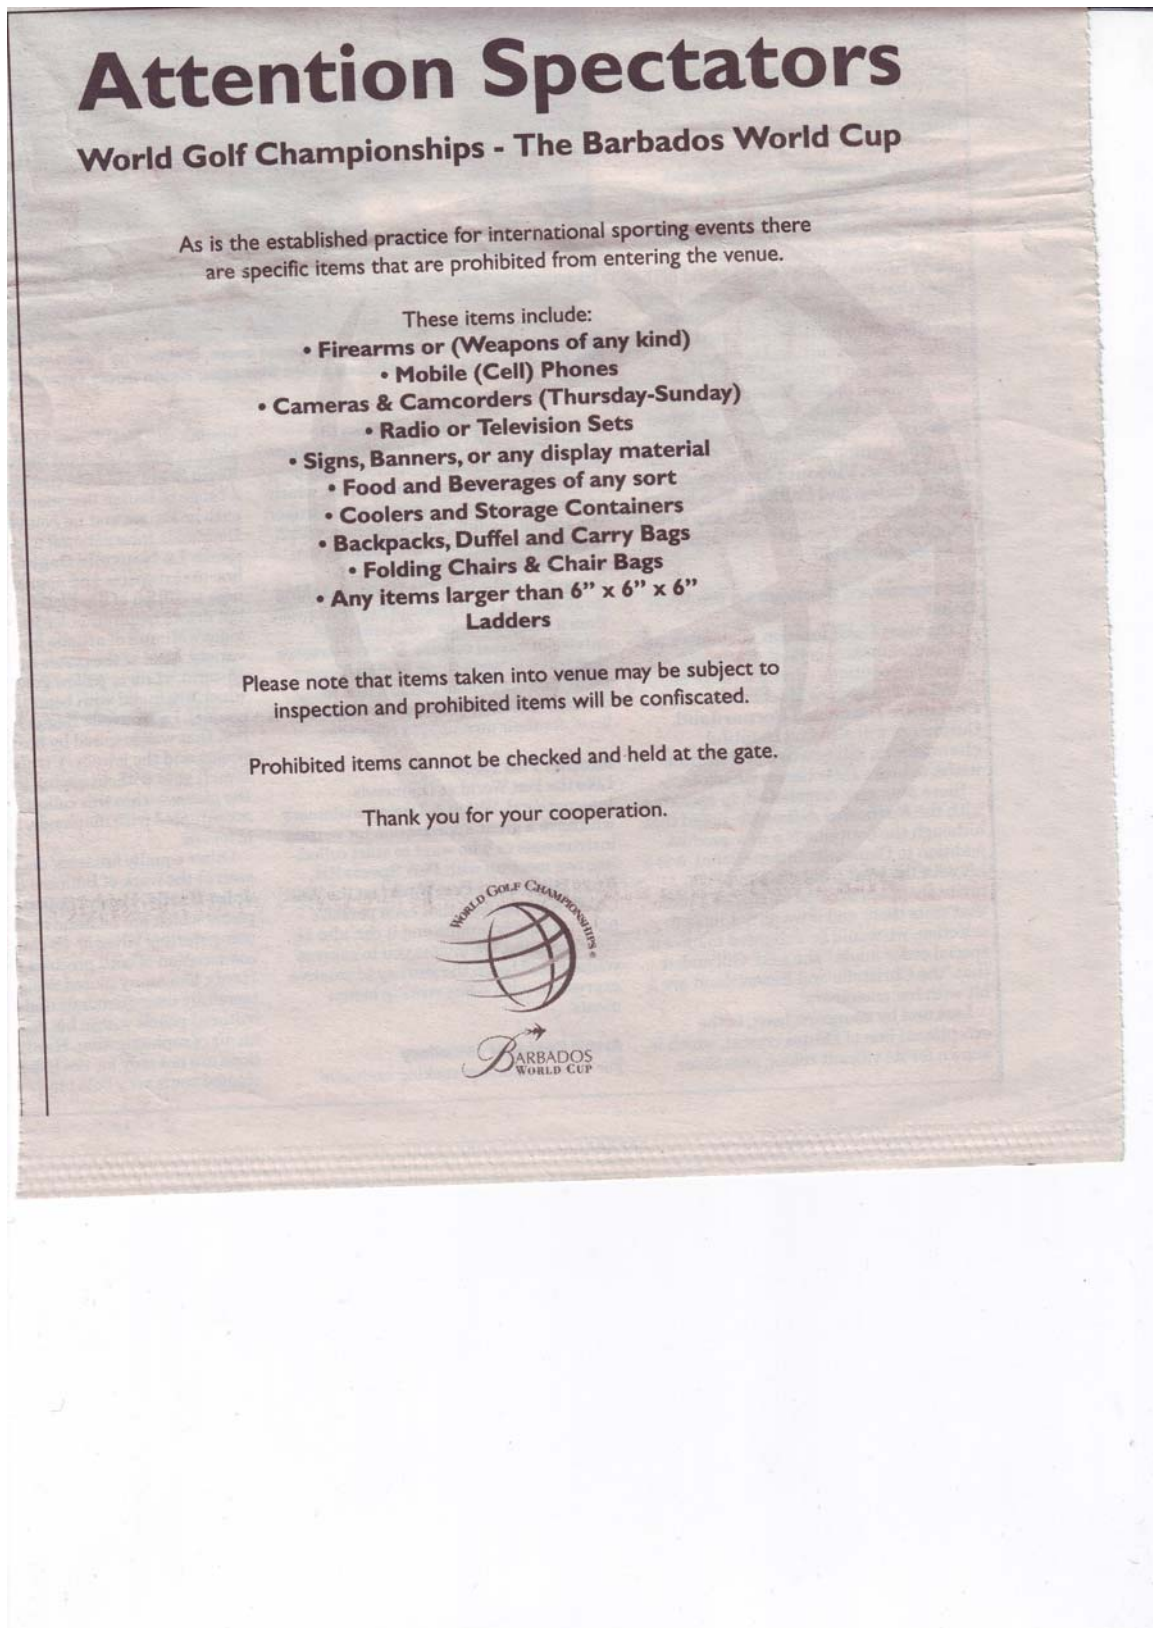 Attention Spectators
World Golf Championships - The Barbados World Cup
As is the established practice for international sporting events there
are specific items that are prohibited from entering the venue.
These items include:
• Firearms or (Weapons of any kind)
• Mobile (Cell) Phones
• Cameras & Camcorders (Thursday-Sunday)
• Radio or Television Sets
• Signs, Banners, or any display material
• Food and Beverages of any sort
• Coolers and Storage Containers
• Backpacks, Duffel and Carry Bags
• Folding Chairs & Chair Bags
• Any items larger than 6” x 6” x 6”
Ladders
Please note that items taken into venue may be subject to
inspection and prohibited items will be confiscated.
Prohibited items cannot be checked and held at the gate.
Thank you for your cooperation.
WORLD GOLF CHAMPIONSHIPS®
BARBADOS
WORLD CUP